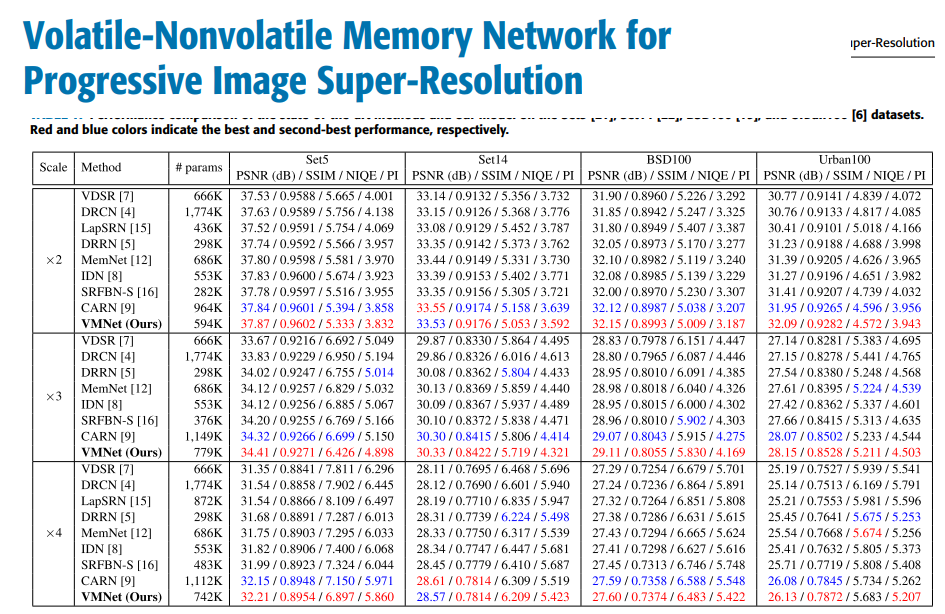 Volatile-Nonvolatile Memory Network for
Progressive Image Super-Resolution
per-Resolution
[6] datasets.
Red and blue colors indicate the best and second-best performance, respectively.
Scale Method # params Set5 Set14 BSD100 Urban100
PSNR (dB) / SSIM / NIQE / PI PSNR (dB) / SSIM / NIQE / PI PSNR (dB) / SSIM / NIQE / PI PSNR (dB) / SSIM / NIQE / PI
×2
VDSR [7] 666K 37.53 / 0.9588 / 5.665 / 4.001 33.14 / 0.9132 / 5.356 / 3.732 31.90 / 0.8960 / 5.226 / 3.292 30.77 / 0.9141 / 4.839 / 4.072
DRCN [4] 1,774K 37.63 / 0.9589 / 5.756 / 4.138 33.15 / 0.9126 / 5.368 / 3.776 31.85 / 0.8942 / 5.247 / 3.325 30.76 / 0.9133 / 4.817 / 4.085
LapSRN [15] 436K 37.52 / 0.9591 / 5.754 / 4.069 33.08 / 0.9129 / 5.452 / 3.787 31.80 / 0.8949 / 5.407 / 3.387 30.41 / 0.9101 / 5.018 / 4.166
DRRN [5] 298K 37.74 / 0.9592 / 5.566 / 3.957 33.35 / 0.9142 / 5.373 / 3.762 32.05 / 0.8973 / 5.170 / 3.277 31.23 / 0.9188 / 4.688 / 3.998
MemNet [12] 686K 37.80 / 0.9598 / 5.581 / 3.970 33.44 / 0.9149 / 5.331 / 3.730 32.10 / 0.8982 / 5.119 / 3.240 31.39 / 0.9205 / 4.626 / 3.965
IDN [8] 553K 37.83 / 0.9600 / 5.674 / 3.923 33.39 / 0.9153 / 5.402 / 3.771 32.08 / 0.8985 / 5.139 / 3.229 31.27 / 0.9196 / 4.651 / 3.982
SRFBN-S [16] 282K 37.78 / 0.9597 / 5.516 / 3.955 33.35 / 0.9156 / 5.305 / 3.721 32.00 / 0.8970 / 5.230 / 3.307 31.41 / 0.9207 / 4.739 / 4.032
CARN [9] 964K 37.84 / 0.9601 / 5.394 / 3.858 33.55 / 0.9174 / 5.158 / 3.639 32.12 / 0.8987 / 5.038 / 3.207 31.95 / 0.9265 / 4.596 / 3.956
VMNet (Ours) 594K 37.87 / 0.9602 / 5.333 / 3.832 33.53 / 0.9176 / 5.053 / 3.592 32.15 / 0.8993 / 5.009 / 3.187 32.09 / 0.9282 / 4.572 / 3.943
×3
VDSR [7] 666K 33.67 / 0.9216 / 6.692 / 5.049 29.87 / 0.8330 / 5.864 / 4.495 28.83 / 0.7978 / 6.151 / 4.447 27.14 / 0.8281 / 5.383 / 4.695
DRCN [4] 1,774K 33.83 / 0.9229 / 6.950 / 5.194 29.86 / 0.8326 / 6.016 / 4.613 28.80 / 0.7965 / 6.087 / 4.446 27.15 / 0.8278 / 5.441 / 4.765
DRRN [5] 298K 34.02 / 0.9247 / 6.755 / 5.014 30.08 / 0.8362 / 5.804 / 4.433 28.95 / 0.8010 / 6.091 / 4.385 27.54 / 0.8380 / 5.248 / 4.568
MemNet [12] 686K 34.12 / 0.9257 / 6.829 / 5.032 30.13 / 0.8369 / 5.859 / 4.440 28.98 / 0.8018 / 6.040 / 4.326 27.61 / 0.8395 / 5.224 / 4.539
IDN [8] 553K 34.12 / 0.9256 / 6.885 / 5.067 30.09 / 0.8367 / 5.937 / 4.489 28.95 / 0.8015 / 6.000 / 4.302 27.42 / 0.8362 / 5.337 / 4.601
SRFBN-S [16] 376K 34.20 / 0.9255 / 6.769 / 5.166 30.10 / 0.8372 / 5.838 / 4.471 28.96 / 0.8010 / 5.902 / 4.303 27.66 / 0.8415 / 5.313 / 4.635
CARN [9] 1,149K 34.32 / 0.9266 / 6.699 / 5.150 30.30 / 0.8415 / 5.806 / 4.414 29.07 / 0.8043 / 5.915 / 4.275 28.07 / 0.8502 / 5.233 / 4.544
VMNet (Ours) 779K 34.41 / 0.9271 / 6.426 / 4.898 30.33 / 0.8422 / 5.719 / 4.321 29.11 / 0.8055 / 5.830 / 4.169 28.15 / 0.8528 / 5.211 / 4.503
×4
VDSR [7] 666K 31.35 / 0.8841 / 7.811 / 6.296 28.11 / 0.7695 / 6.468 / 5.696 27.29 / 0.7254 / 6.679 / 5.701 25.19 / 0.7527 / 5.939 / 5.541
DRCN [4] 1,774K 31.54 / 0.8858 / 7.902 / 6.445 28.12 / 0.7690 / 6.601 / 5.940 27.24 / 0.7236 / 6.864 / 5.891 25.14 / 0.7513 / 6.169 / 5.791
LapSRN [15] 872K 31.54 / 0.8866 / 8.109 / 6.497 28.19 / 0.7710 / 6.835 / 5.947 27.32 / 0.7264 / 6.851 / 5.808 25.21 / 0.7553 / 5.981 / 5.596
DRRN [5] 298K 31.68 / 0.8891 / 7.287 / 6.013 28.31 / 0.7739 / 6.224 / 5.498 27.38 / 0.7286 / 6.631 / 5.615 25.45 / 0.7641 / 5.675 / 5.253
MemNet [12] 686K 31.75 / 0.8903 / 7.295 / 6.033 28.33 / 0.7750 / 6.317 / 5.539 27.43 / 0.7294 / 6.665 / 5.624 25.54 / 0.7668 / 5.674 / 5.256
IDN [8] 553K 31.82 / 0.8906 / 7.400 / 6.068 28.34 / 0.7747 / 6.447 / 5.681 27.41 / 0.7298 / 6.627 / 5.616 25.41 / 0.7632 / 5.805 / 5.373
SRFBN-S [16] 483K 31.99 / 0.8923 / 7.324 / 6.044 28.45 / 0.7779 / 6.410 / 5.687 27.45 / 0.7313 / 6.746 / 5.748 25.71 / 0.7719 / 5.808 / 5.408
CARN [9] 1,112K 32.15 / 0.8948 / 7.150 / 5.971 28.61 / 0.7814 / 6.309 / 5.519 27.59 / 0.7358 / 6.588 / 5.548 26.08 / 0.7845 / 5.734 / 5.262
VMNet (Ours) 742K 32.21 / 0.8954 / 6.897 / 5.860 28.57 / 0.7814 / 6.209 / 5.423 27.60 / 0.7374 / 6.483 / 5.422 26.13 / 0.7872 / 5.683 / 5.207